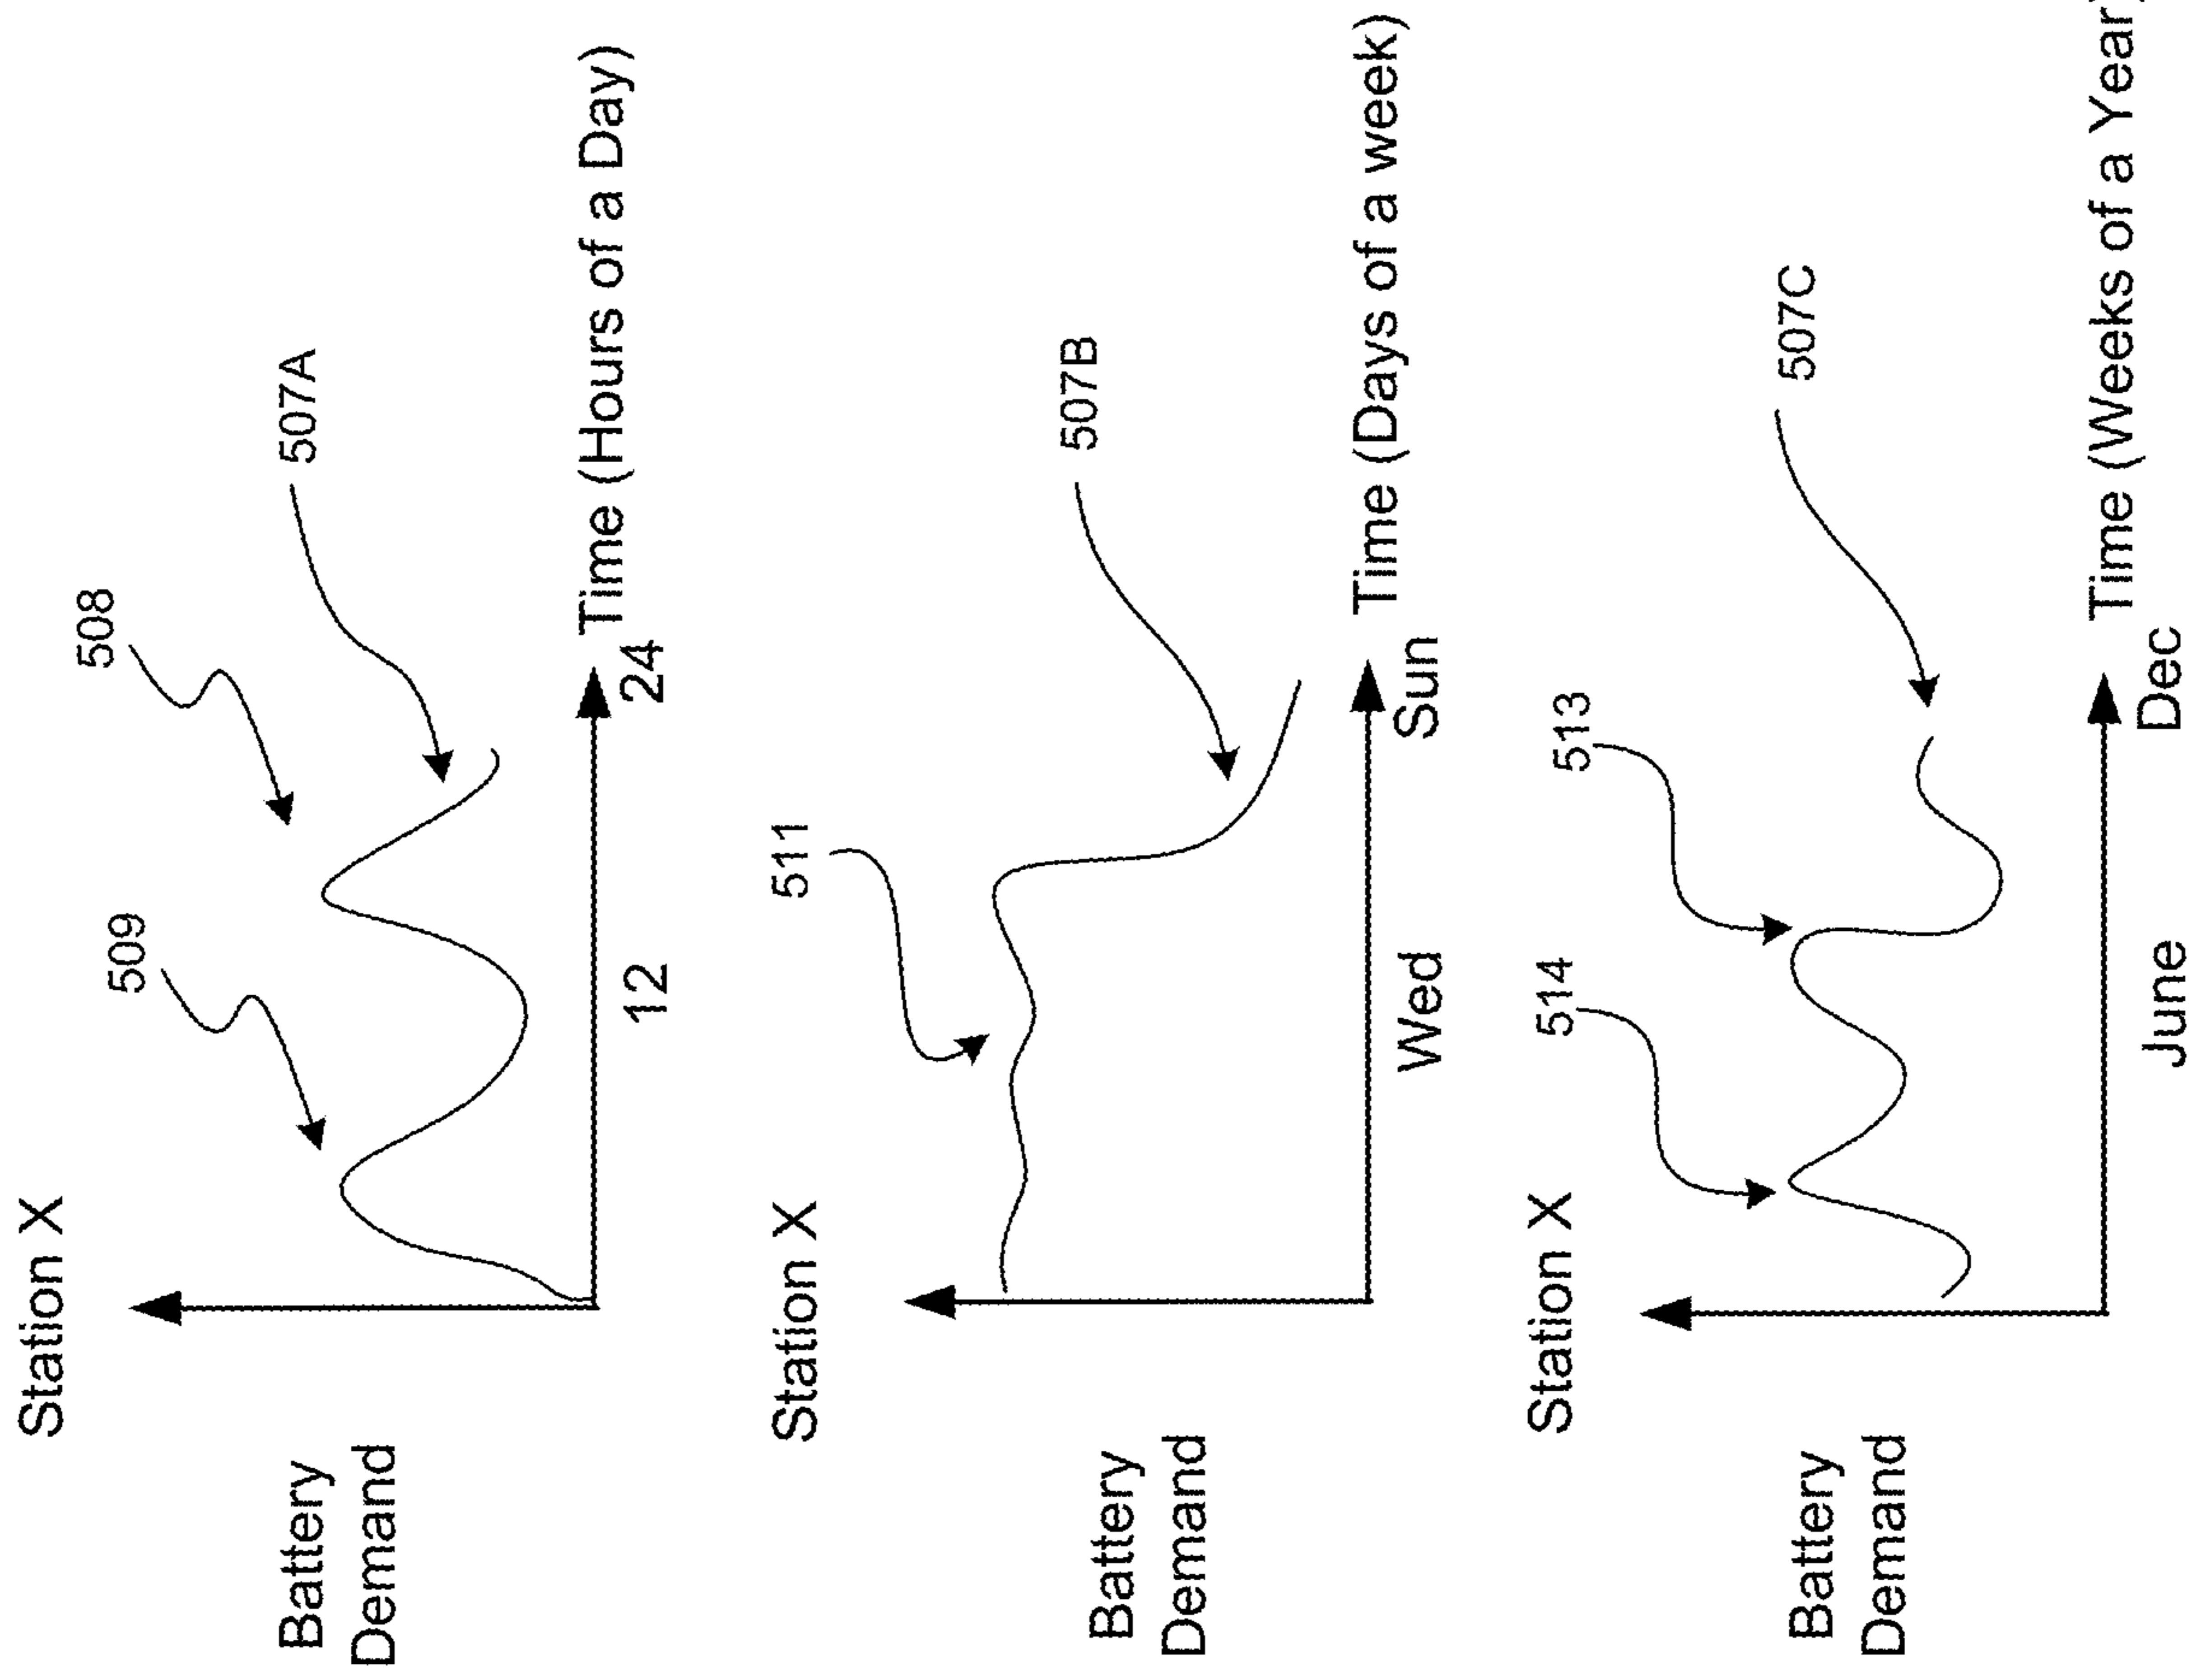 Station X
508
509
507A
Battery
Demand
12
24
Time (Hours of a Day)
Station X
511
507B
Battery
Demand
Wed
Sun
Time (Days of a week)
Station X
513
514
507C
Battery
Demand
June
Dec
Time (Weeks of a Year)